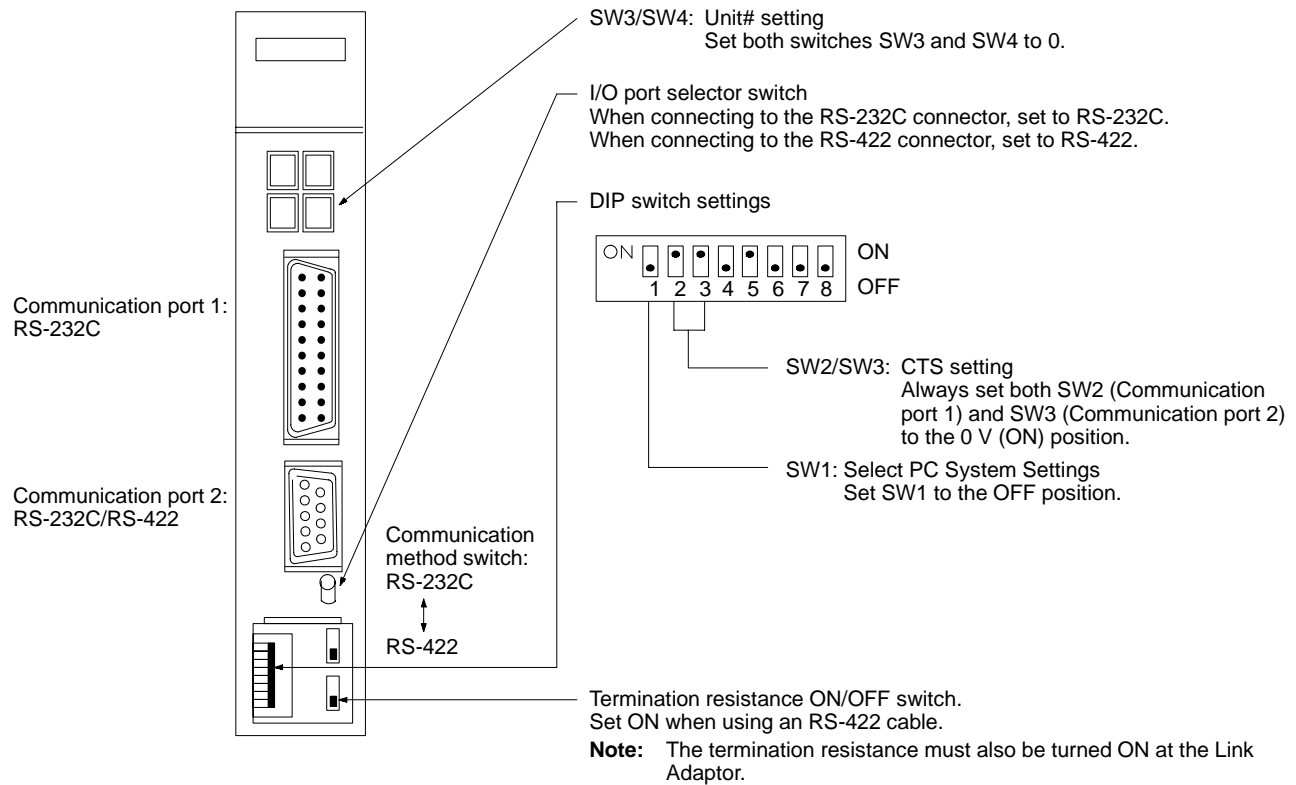 SW3/SW4: Unit# setting
Set both switches SW3 and SW4 to 0.
I/O port selector switch
When connecting to the RS-232C connector, set to RS-232C.
When connecting to the RS-422 connector, set to RS-422.
DIP switch settings
ON
ON
1 2 3 4 5 6 7 8
OFF
Communication port 1:
RS-232C
SW2/SW3: CTS setting
Always set both SW2 (Communication
port 1) and SW3 (Communication port 2)
to the 0 V (ON) position.
SW1: Select PC System Settings
Set SW1 to the OFF position.
Communication port 2:
RS-232C/RS-422
Communication
method switch:
RS-232C
RS-422
Termination resistance ON/OFF switch.
Set ON when using an RS-422 cable.
Note: The termination resistance must also be turned ON at the Link
Adaptor.